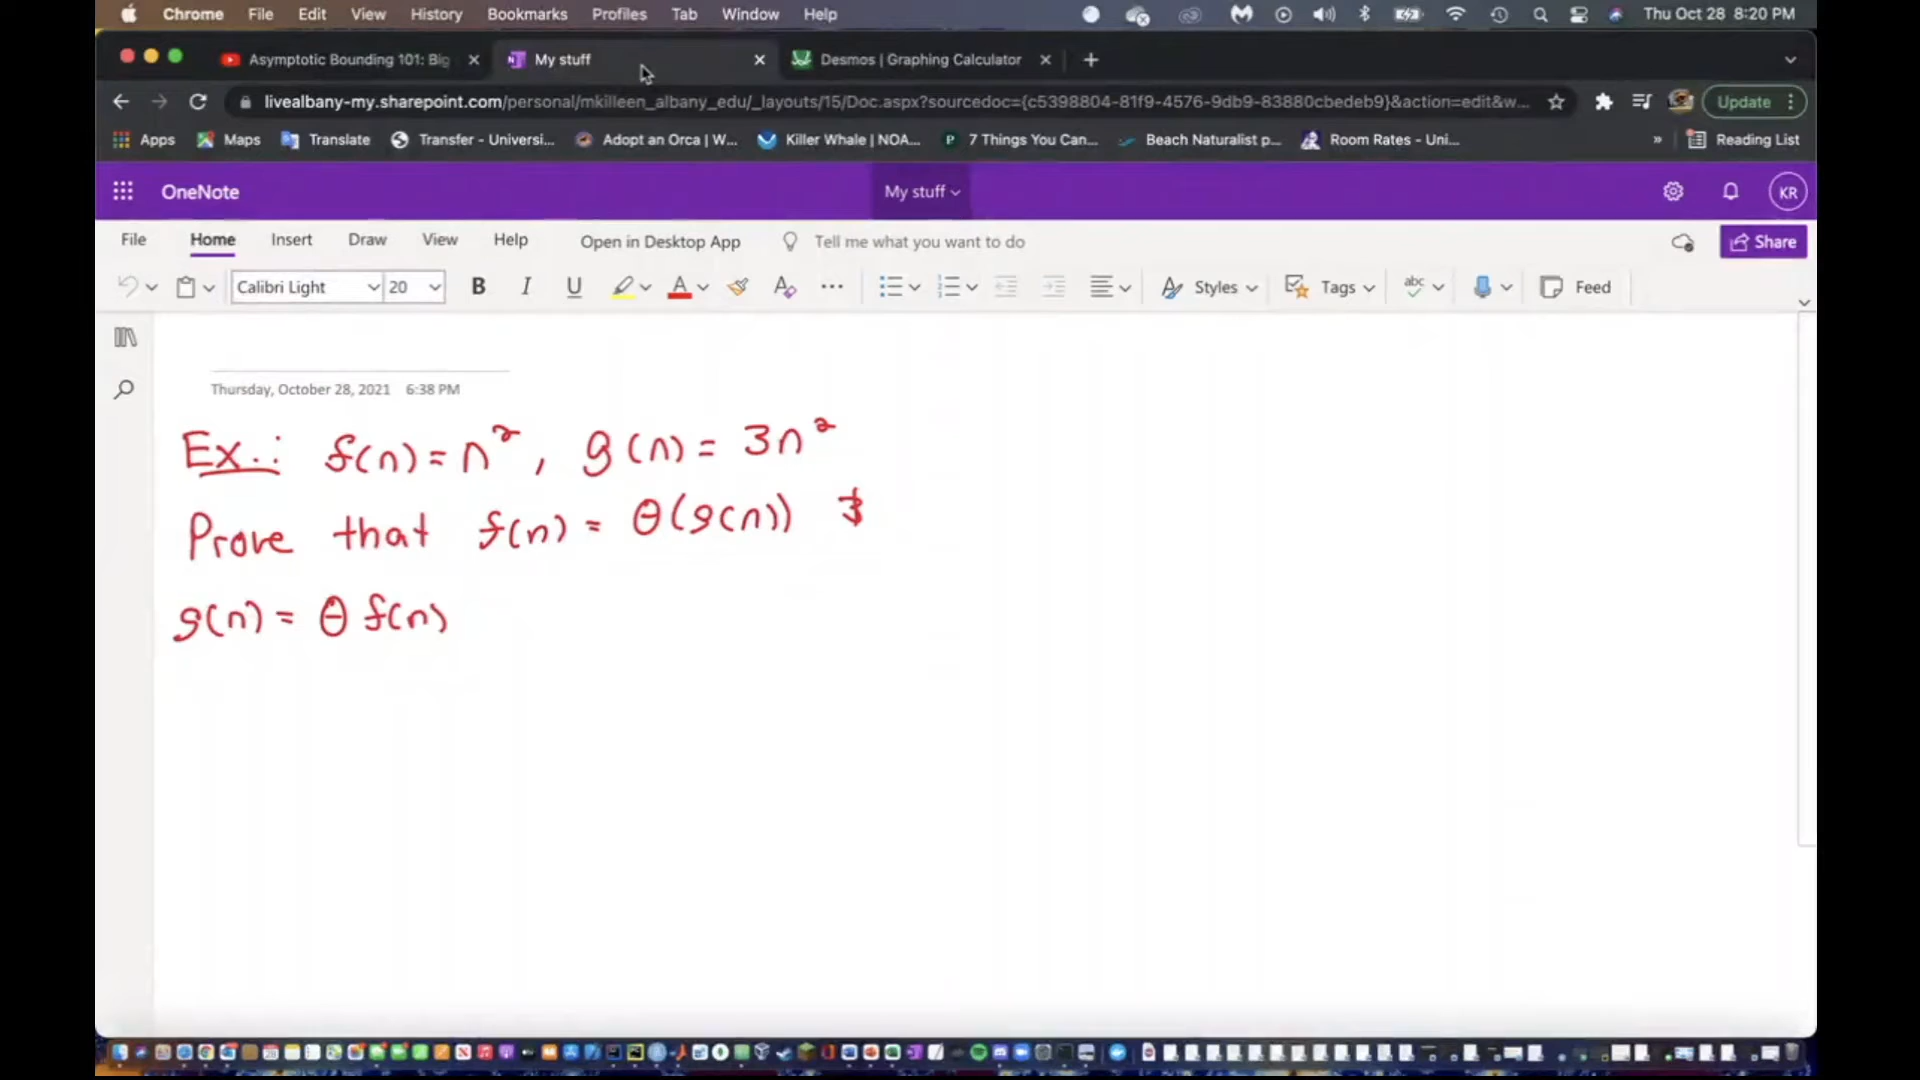 Chrome File Edit View History Bookmarks Profiles Tab Window Help Thu Oct 28 8:20 PM
Asymptotic Bounding 101: Big My stuff Desmos | Graphing Calculator
livealbany-my.sharepoint.com/personal/mkilleen_albany_edu/_layouts/15/Doc.aspx?sourcedoc={c5398804-81f9-4576-9db9-83880cbedeb9}&action=edit&w... Update
Apps Maps Translate Transfer - Universi... Adopt an Orca | W... Killer Whale | NOA... 7 Things You Can... Beach Naturalist p... Room Rates - Uni... » Reading List
OneNote My stuff KR
File Home Insert Draw View Help Open in Desktop App Tell me what you want to do Share
Calibri Light 20 B I U A A ... Styles Tags abc Feed
Thursday, October 28, 2021 6:38 PM
Ex.: f(n) = n², g(n) = 3n²
Prove that f(n) = θ(g(n))
g(n) = θ f(n)